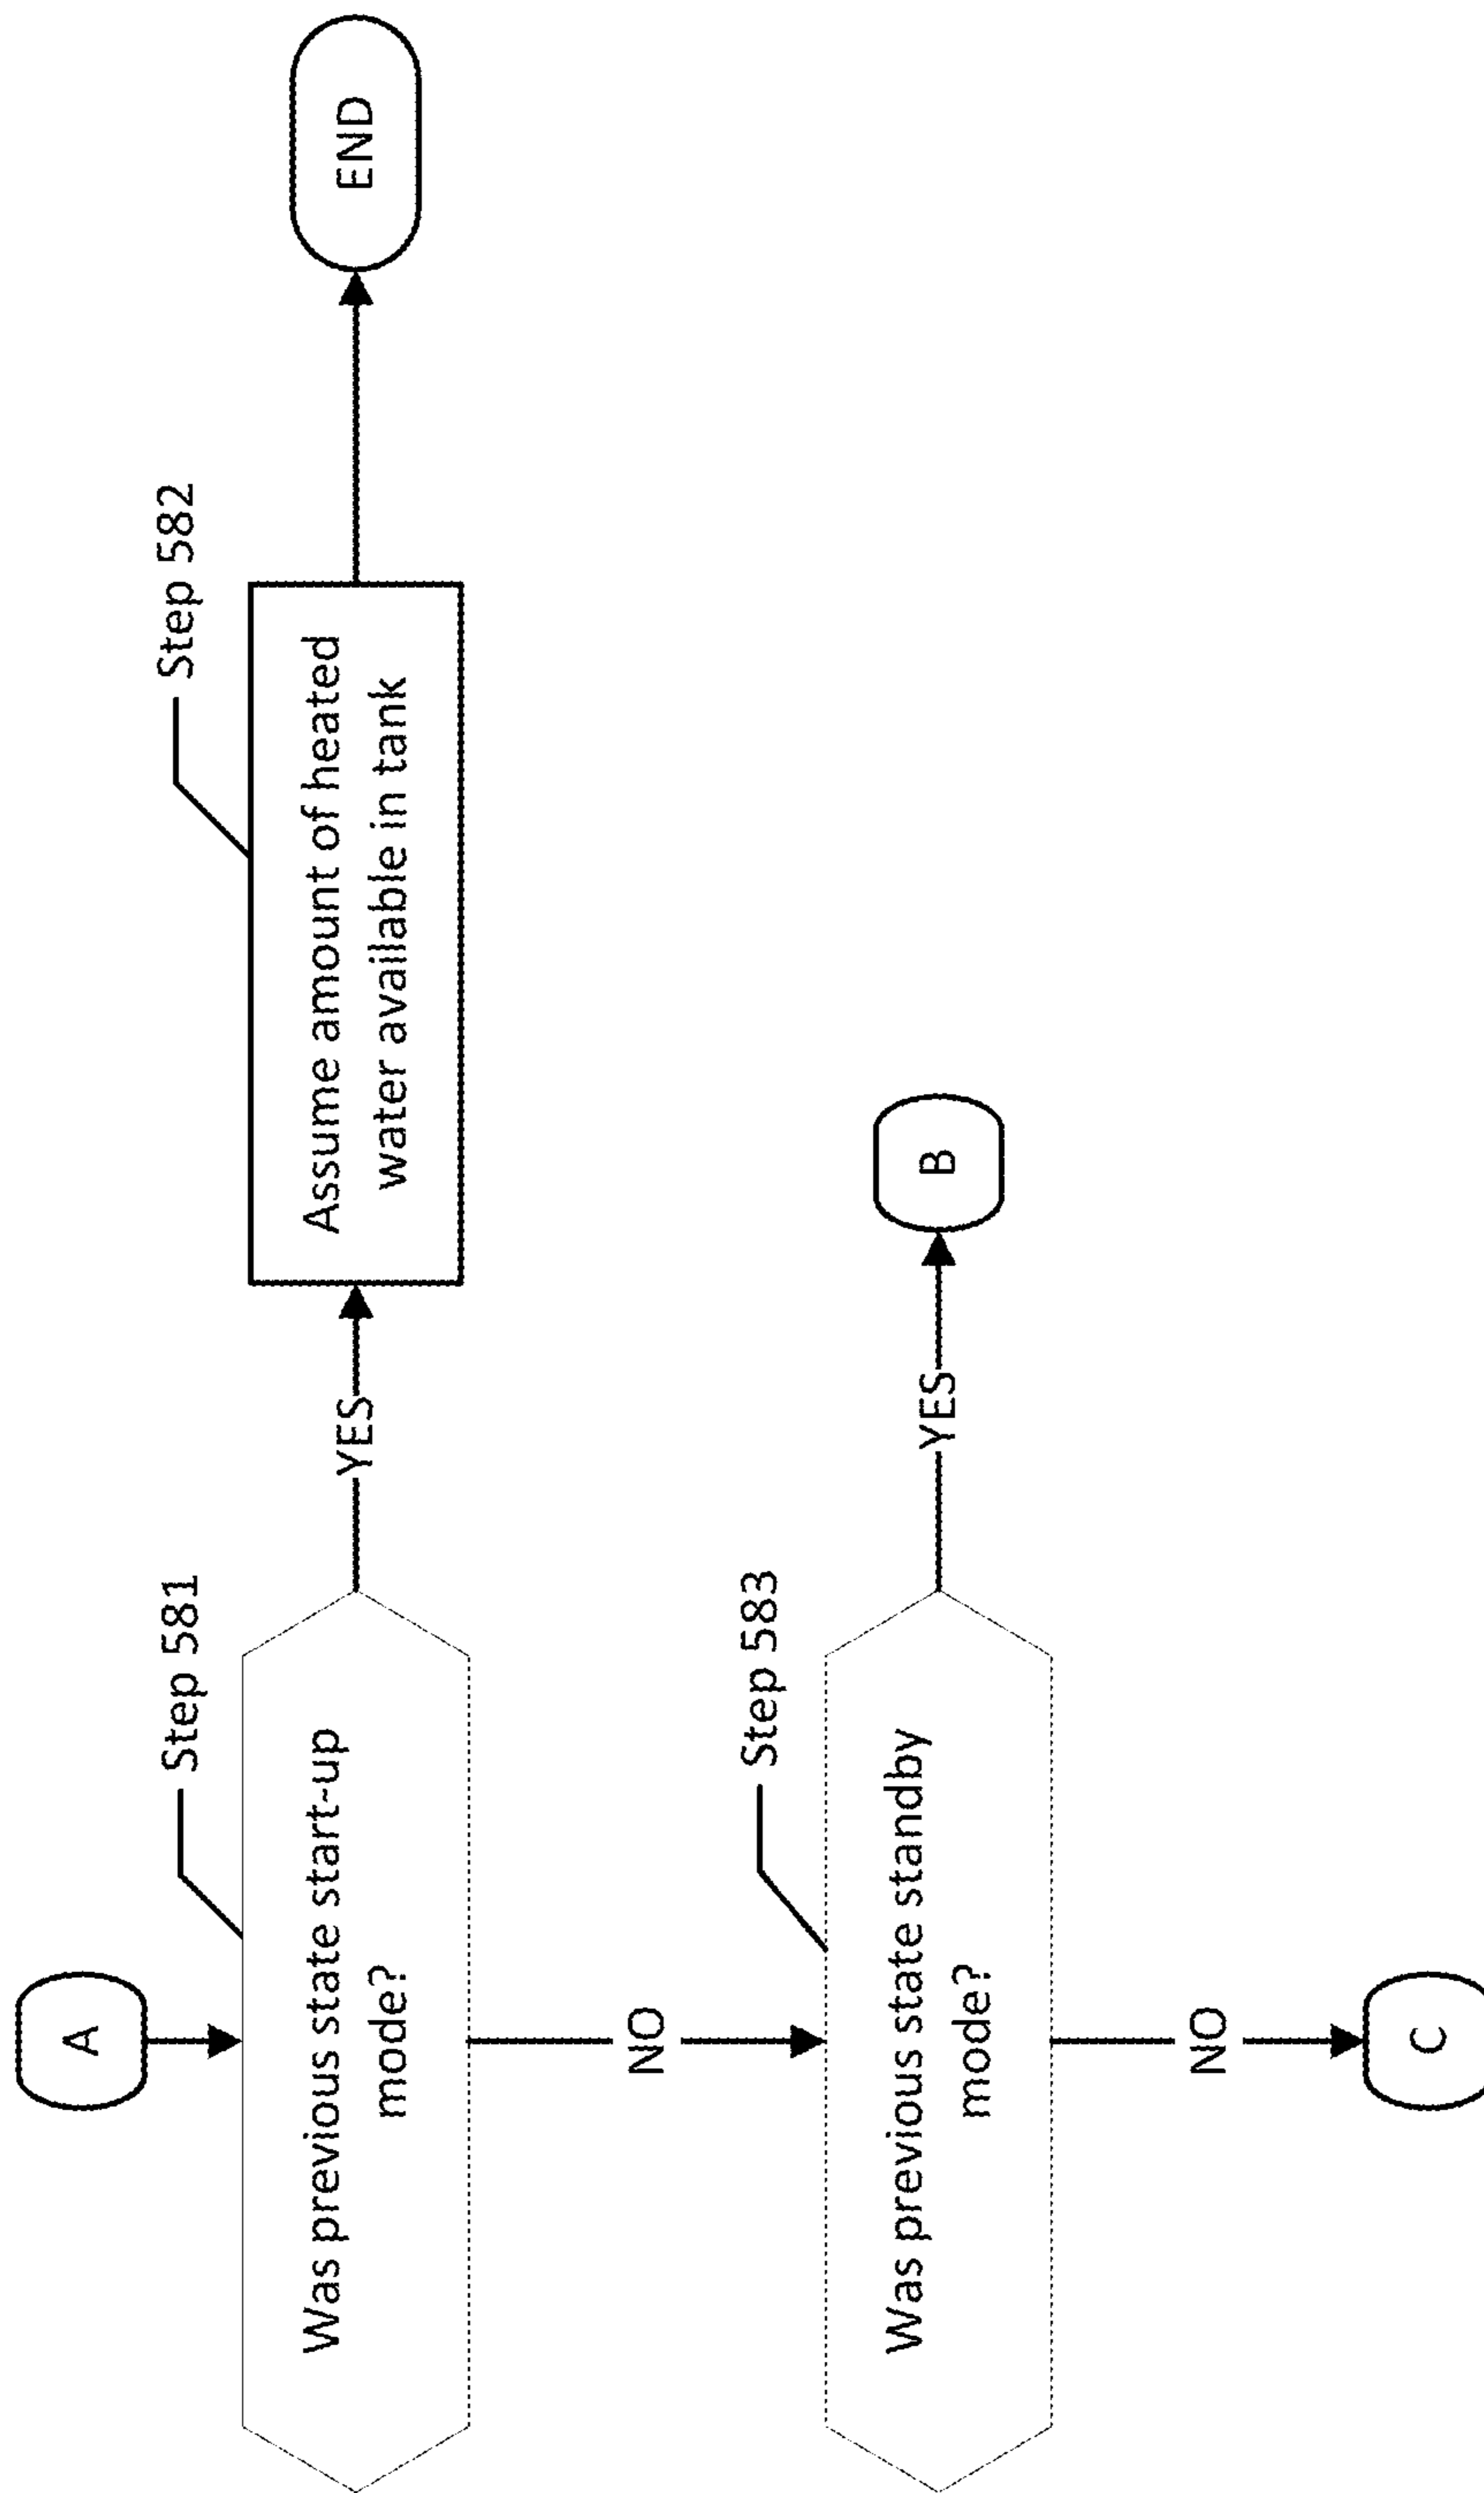 A
Step 581
Was previous state start-up
mode?
YES
Step 582
Assume amount of heated
water available in tank
END
NO
Step 583
Was previous state standby
mode?
YES
B
NO
C